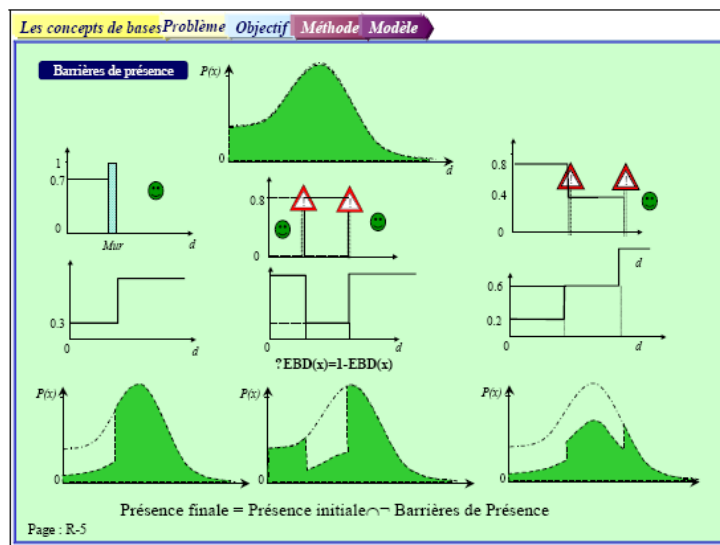 Les concepts de bases Problème Objectif Méthode Modèle
Barrières de présence
P(x)
0
d
1
0.7
0
Mur
d
0.8
0
d
0.8
0.4
0
d
0.3
0
d
0
d
?EBD(x)=1-EBD(x)
d
0.6
0.2
0
d
P(x)
0
d
P(x)
0
d
P(x)
0
d
Présence finale = Présence initiale∩¬ Barrières de Présence
Page : R-5